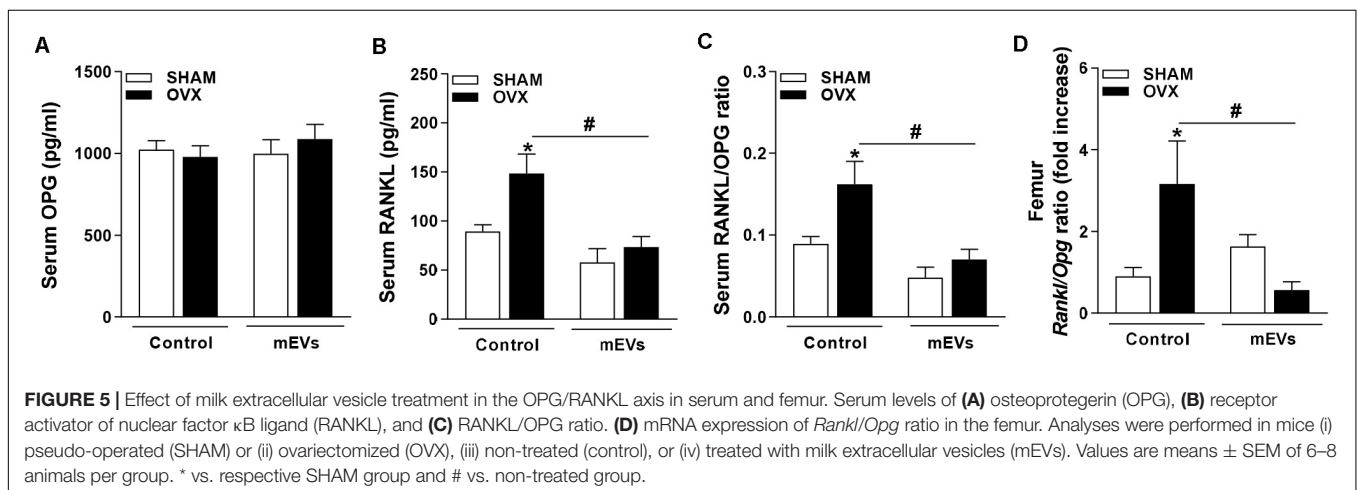 A
Serum OPG (pg/ml)
1500
1000
500
0
SHAM
OVX
Control
mEVs
B
Serum RANKL (pg/ml)
250
200
150
100
50
0
SHAM
OVX
*
#
Control
mEVs
C
Serum RANKL/OPG ratio
0.3
0.2
0.1
0.0
SHAM
OVX
*
#
Control
mEVs
D
Femur
Rankl/Opg ratio (fold increase)
6
4
2
0
SHAM
OVX
*
#
Control
mEVs
FIGURE 5 | Effect of milk extracellular vesicle treatment in the OPG/RANKL axis in serum and femur. Serum levels of (A) osteoprotegerin (OPG), (B) receptor
activator of nuclear factor κB ligand (RANKL), and (C) RANKL/OPG ratio. (D) mRNA expression of Rankl/Opg ratio in the femur. Analyses were performed in mice (i)
pseudo-operated (SHAM) or (ii) ovariectomized (OVX), (iii) non-treated (control), or (iv) treated with milk extracellular vesicles (mEVs). Values are means ± SEM of 6–8
animals per group. * vs. respective SHAM group and # vs. non-treated group.